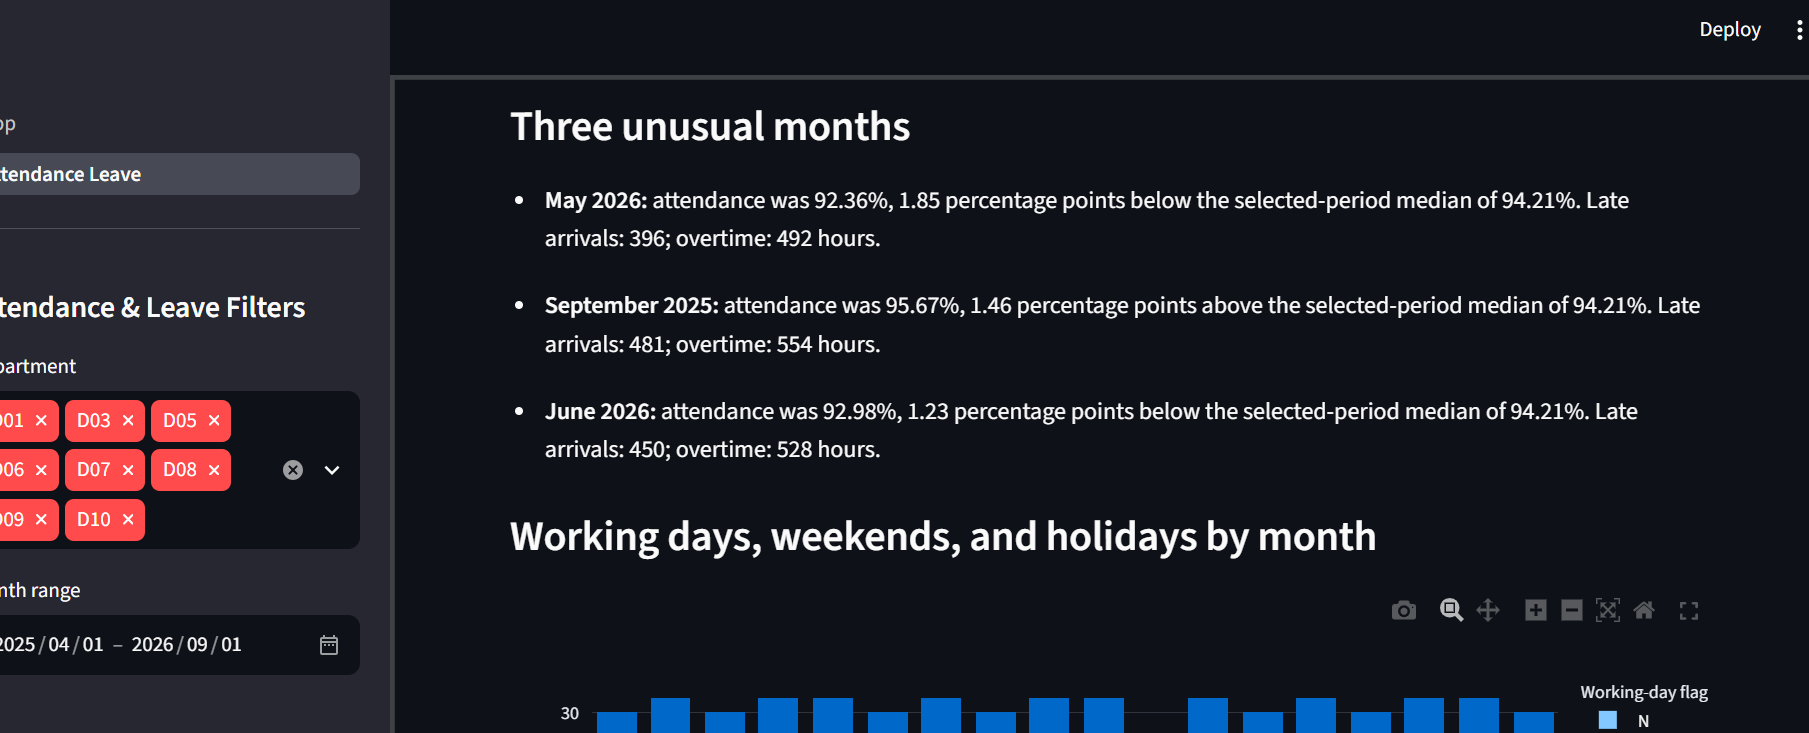 Deploy
op
ttendance Leave
tendance & Leave Filters
partment
01 × D03 × D05 ×
06 × D07 × D08 ×
09 × D10 ×
nth range
2025/04/01 – 2026/09/01
Three unusual months
• May 2026: attendance was 92.36%, 1.85 percentage points below the selected-period median of 94.21%. Late
arrivals: 396; overtime: 492 hours.
• September 2025: attendance was 95.67%, 1.46 percentage points above the selected-period median of 94.21%. Late
arrivals: 481; overtime: 554 hours.
• June 2026: attendance was 92.98%, 1.23 percentage points below the selected-period median of 94.21%. Late
arrivals: 450; overtime: 528 hours.
Working days, weekends, and holidays by month
Working-day flag
30
N